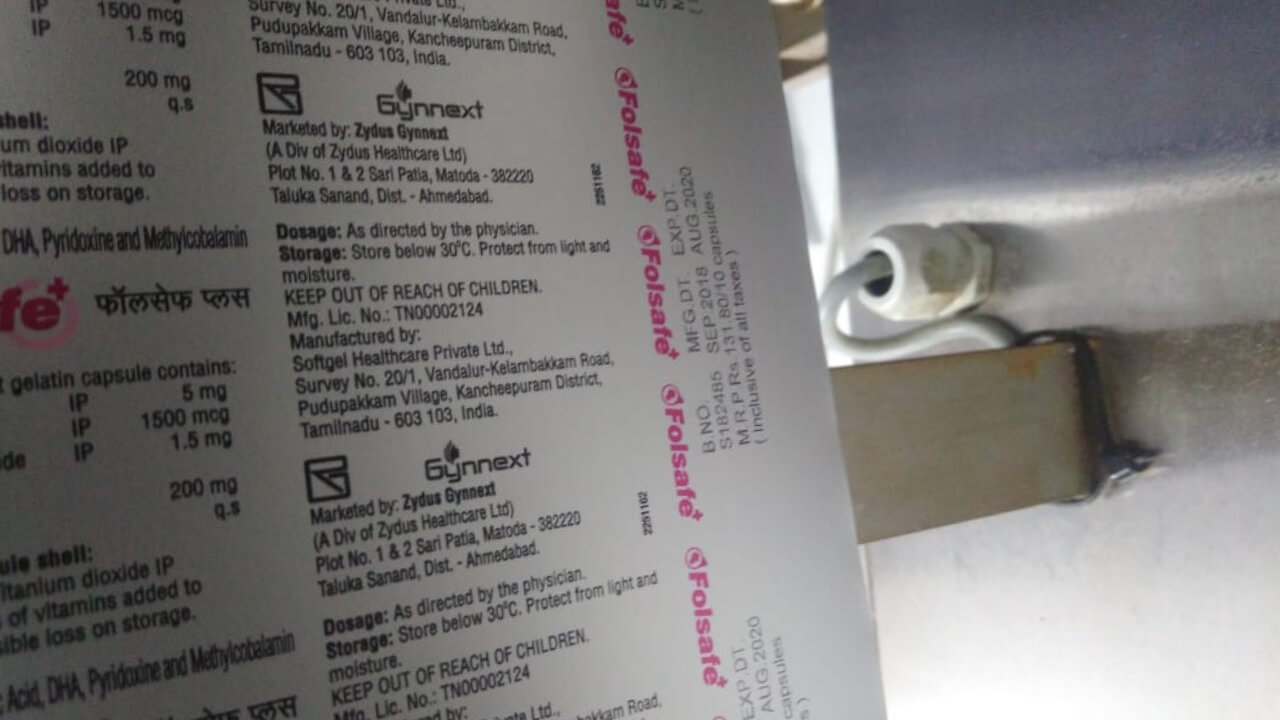 IP 1500 mcg
IP 1.5 mg
200 mg
q.s
shell:
um dioxide IP
itamins added to
loss on storage.
DHA, Pyridoxine and Methylcobalamin
fe+ फॉलसेफ प्लस
t gelatin capsule contains:
IP 5 mg
IP 1500 mcg
de IP 1.5 mg
200 mg
q.s
ule shell:
itanium dioxide IP
of vitamins added to
sible loss on storage.
Acid, DHA, Pyridoxine and Methylcobalamin
प्लस
Survey No. 20/1, Vandalur-Kelambakkam Road,
Pudupakkam Village, Kancheepuram District,
Tamilnadu - 603 103, India.
Gynnext
Marketed by: Zydus Gynnext
(A Div of Zydus Healthcare Ltd)
Plot No. 1 & 2 Sari Patia, Matoda - 382220
Taluka Sanand, Dist. - Ahmedabad.
2251162
Dosage: As directed by the physician.
Storage: Store below 30°C. Protect from light and
moisture.
KEEP OUT OF REACH OF CHILDREN.
Mfg. Lic. No.: TN00002124
Manufactured by:
Softgel Healthcare Private Ltd.,
Survey No. 20/1, Vandalur-Kelambakkam Road,
Pudupakkam Village, Kancheepuram District,
Tamilnadu - 603 103, India.
Gynnext
Marketed by: Zydus Gynnext
(A Div of Zydus Healthcare Ltd)
Plot No. 1 & 2 Sari Patia, Matoda - 382220
Taluka Sanand, Dist. - Ahmedabad.
2251162
Dosage: As directed by the physician.
Storage: Store below 30°C. Protect from light and
moisture.
KEEP OUT OF REACH OF CHILDREN.
Mfg. Lic. No.: TN00002124
d by:
vate Ltd.,
akkam Road,
afe+
Folsafe+
Folsafe+
Folsafe+
Folsafe+
B.NO. MFG.DT. EXP.DT.
S182485 SEP.2018 AUG.2020
M.R.P.Rs.131.80/10 capsules
( Inclusive of all taxes )
EXP.DT.
AUG.2020
capsules
s )